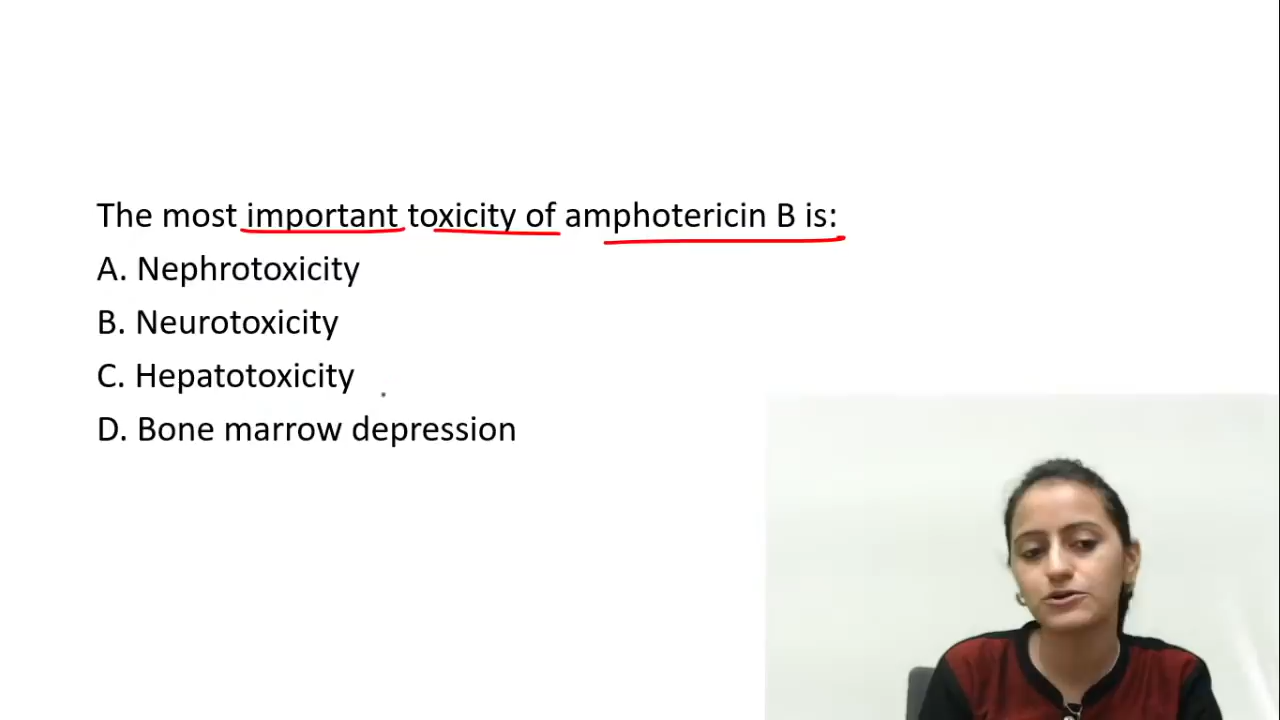 The most important toxicity of amphotericin B is:
A. Nephrotoxicity
B. Neurotoxicity
C. Hepatotoxicity
D. Bone marrow depression